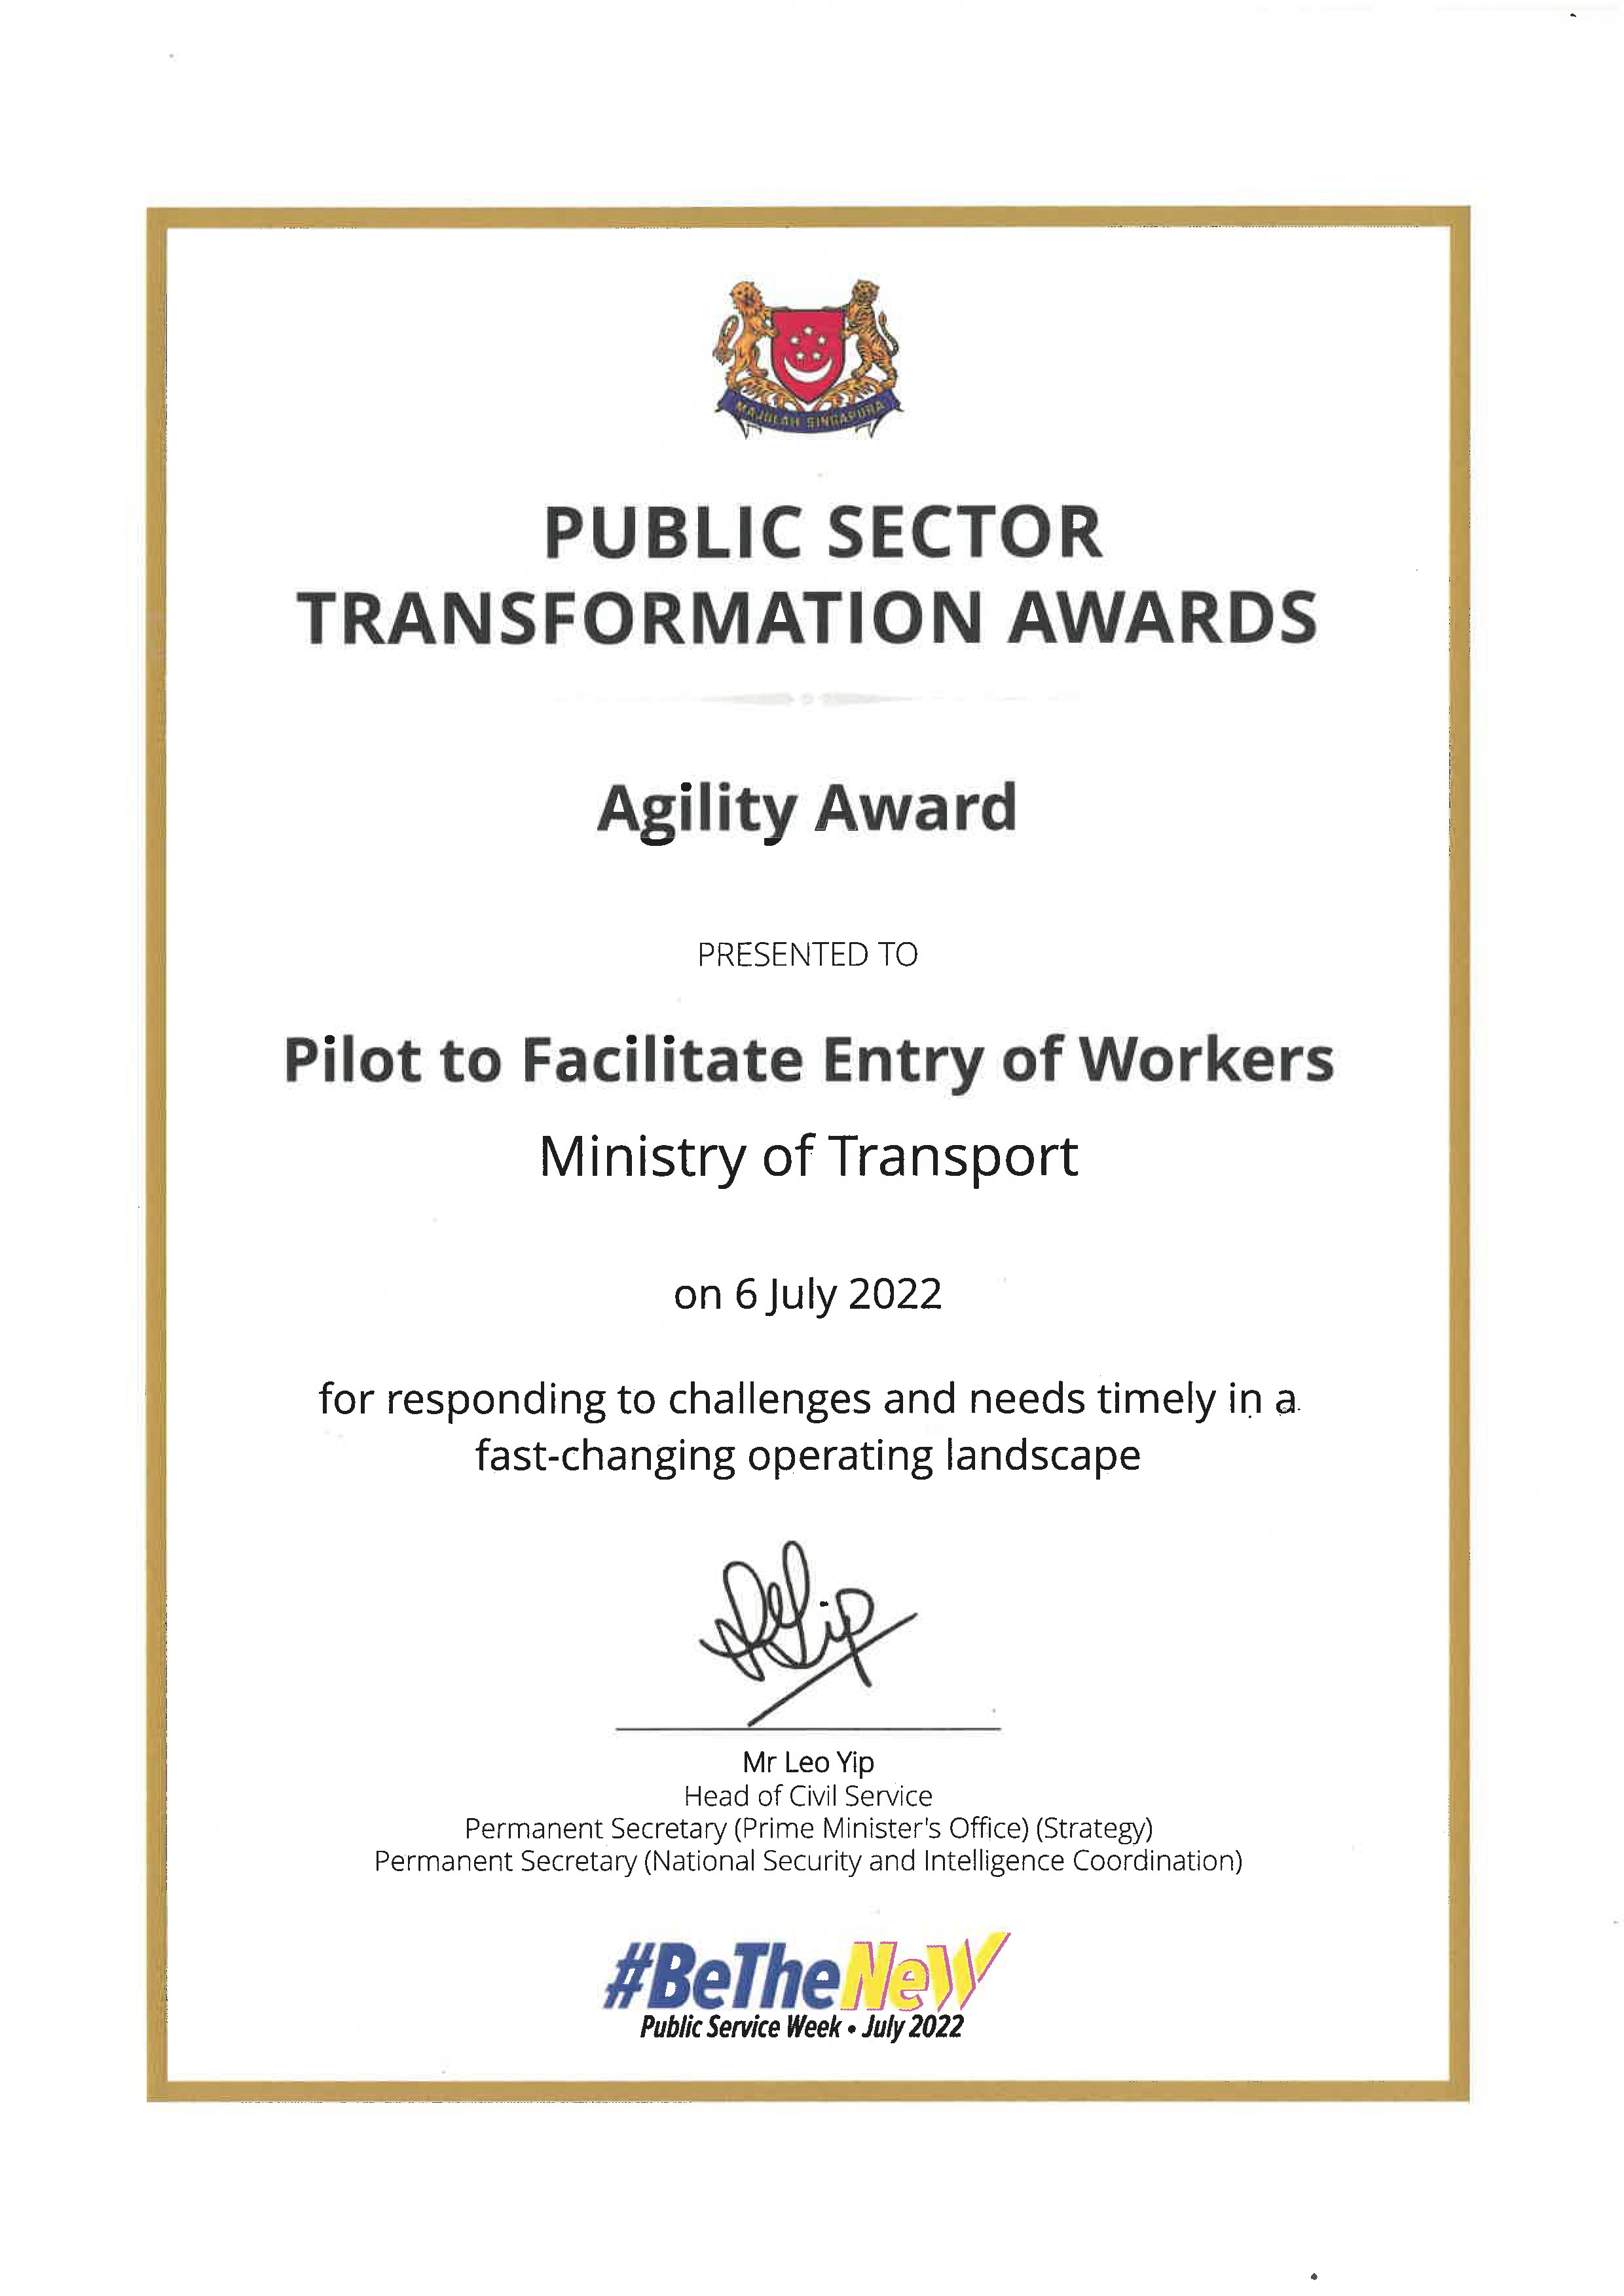 MAJULAH SINGAPURA
PUBLIC SECTOR
TRANSFORMATION AWARDS
Agility Award
PRESENTED TO
Pilot to Facilitate Entry of Workers
Ministry of Transport
on 6 July 2022
for responding to challenges and needs timely in a
fast-changing operating landscape
Mr Leo Yip
Head of Civil Service
Permanent Secretary (Prime Minister's Office) (Strategy)
Permanent Secretary (National Security and Intelligence Coordination)
#BeTheNeW
Public Service Week • July 2022